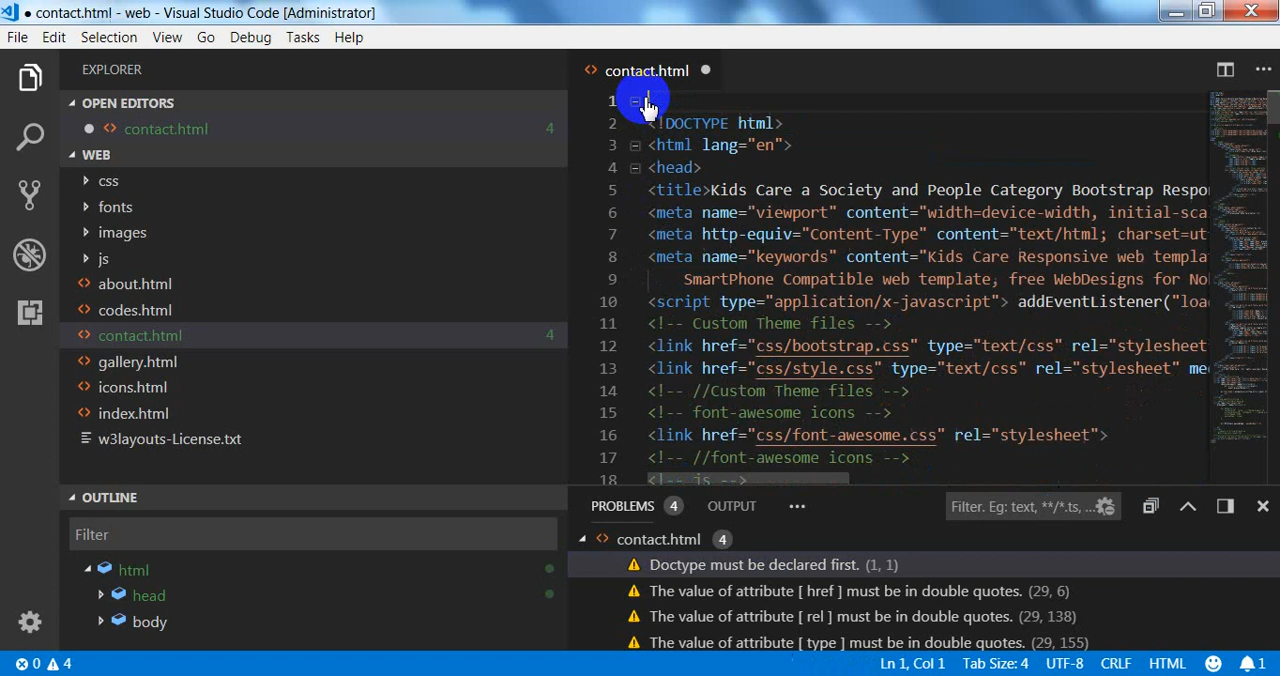 contact.html - web - Visual Studio Code [Administrator]
File Edit Selection View Go Debug Tasks Help
EXPLORER
OPEN EDITORS
contact.html 4
WEB
css
fonts
images
js
about.html
codes.html
contact.html 4
gallery.html
icons.html
index.html
w3layouts-License.txt
OUTLINE
Filter
html
head
body
contact.html
1
2 <!DOCTYPE html>
3 <html lang="en">
4 <head>
5 <title>Kids Care a Society and People Category Bootstrap Respo
6 <meta name="viewport" content="width=device-width, initial-sca
7 <meta http-equiv="Content-Type" content="text/html; charset=ut
8 <meta name="keywords" content="Kids Care Responsive web templa
9 SmartPhone Compatible web template, free WebDesigns for No
10 <script type="application/x-javascript"> addEventListener("loa
11 <!-- Custom Theme files -->
12 <link href="css/bootstrap.css" type="text/css" rel="stylesheet
13 <link href="css/style.css" type="text/css" rel="stylesheet" me
14 <!-- //Custom Theme files -->
15 <!-- font-awesome icons -->
16 <link href="css/font-awesome.css" rel="stylesheet">
17 <!-- //font-awesome icons -->
18 <!-- js -->
PROBLEMS 4 OUTPUT ••• Filter. Eg: text, **/*.ts, ...
contact.html 4
Doctype must be declared first. (1, 1)
The value of attribute [ href ] must be in double quotes. (29, 6)
The value of attribute [ rel ] must be in double quotes. (29, 138)
The value of attribute [ type ] must be in double quotes. (29, 155)
0 4 Ln 1, Col 1 Tab Size: 4 UTF-8 CRLF HTML 1